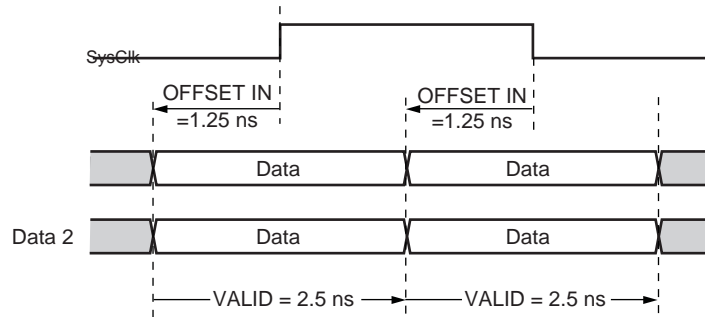 SysClk
OFFSET IN
=1.25 ns
OFFSET IN
=1.25 ns
Data
Data
Data 2
Data
Data
VALID = 2.5 ns
VALID = 2.5 ns